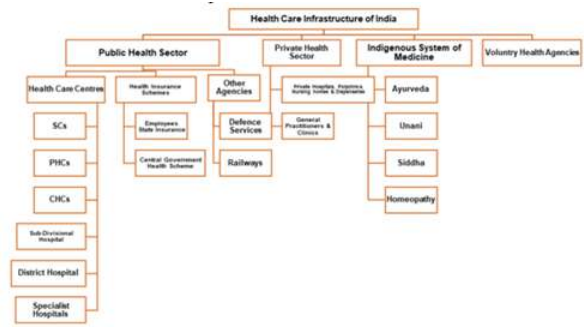 Health Care Infrastructure of India
Public Health Sector
Private Health
Sector
Indigenous System of
Medicine
Voluntry Health Agencies
Health Care Centres
Health Insurance
Schemes
Other
Agencies
Private Hospitals, Polyclinics
Nursing homes & Dispensaries
Ayurveda
SCs
Employees
State Insurance
Defence
Services
General
Practitioners &
Clinics
Unani
PHCs
Central Government
Health Scheme
Railways
Siddha
CHCs
Homeopathy
Sub-Divisional
Hospital
District Hospital
Specialist
Hospitals